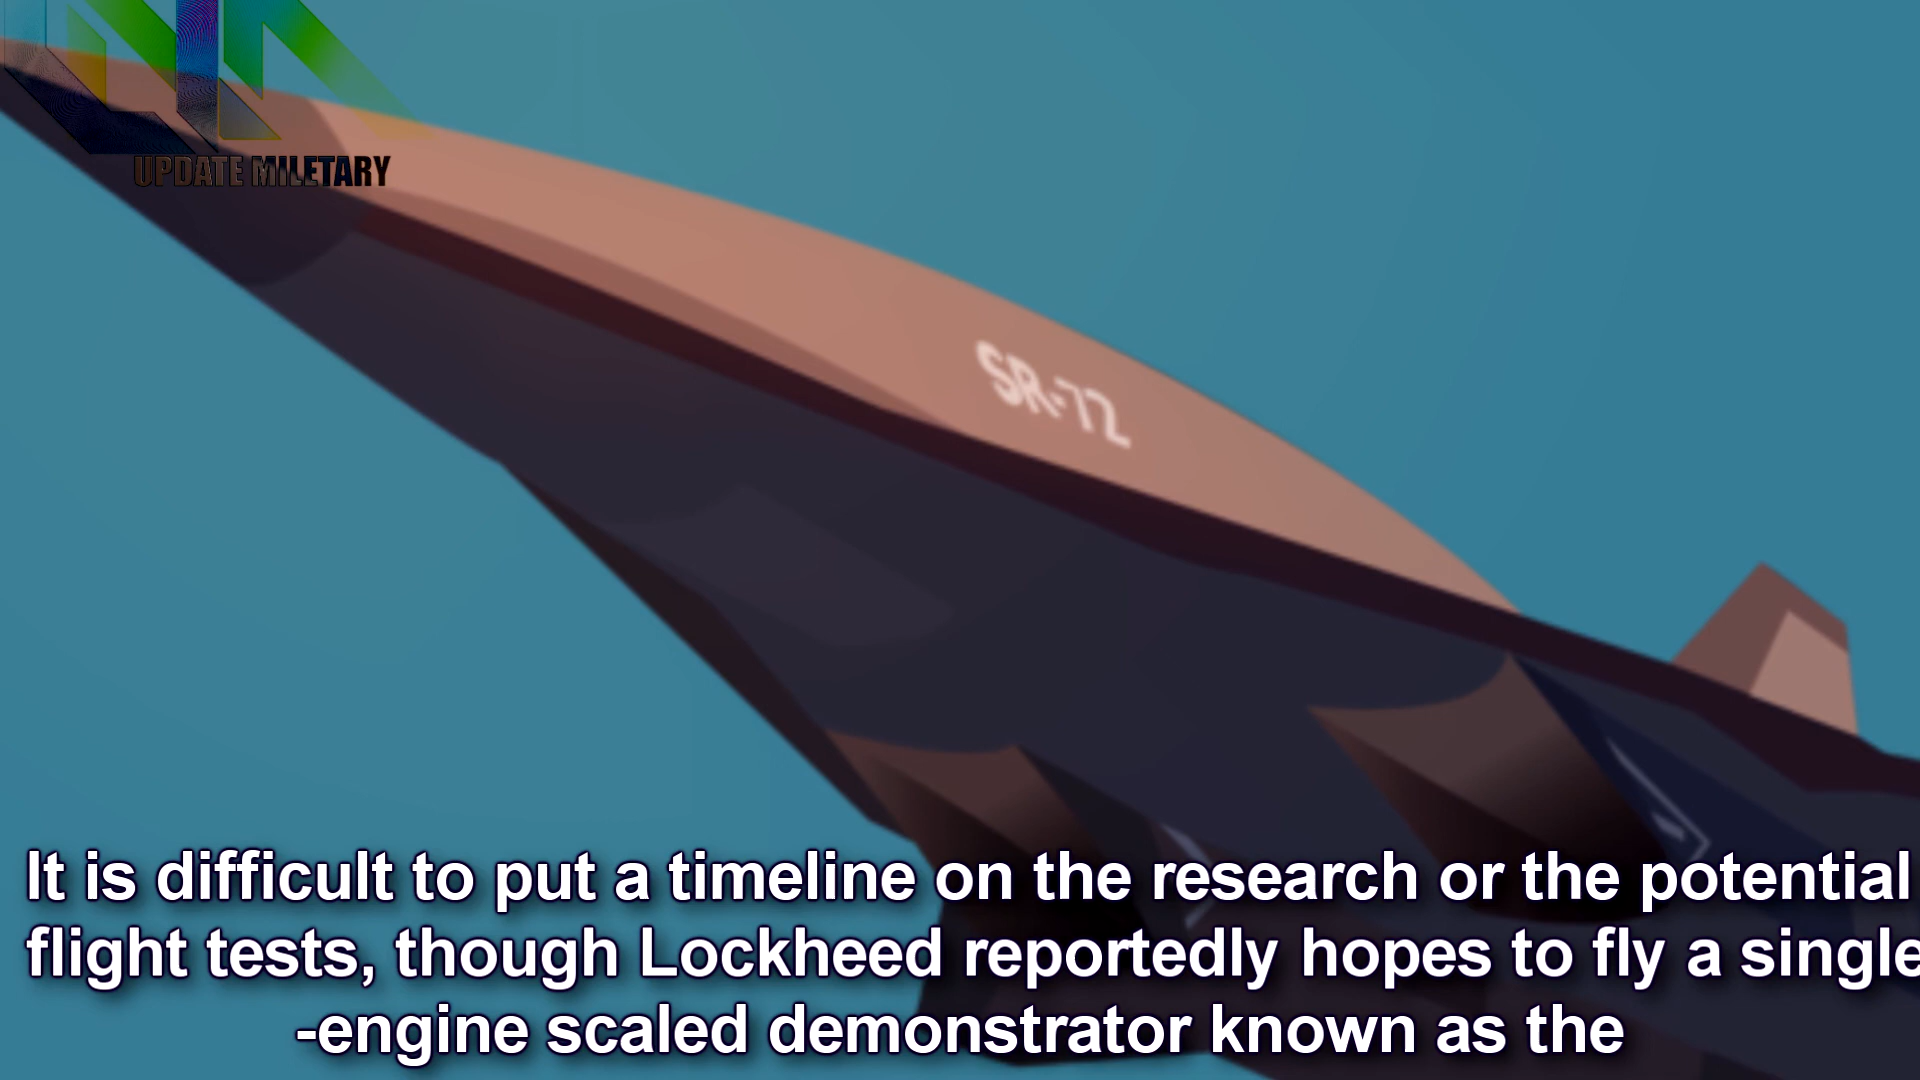 UPDATE MILETARY
SR-72
It is difficult to put a timeline on the research or the potential
flight tests, though Lockheed reportedly hopes to fly a single
-engine scaled demonstrator known as the